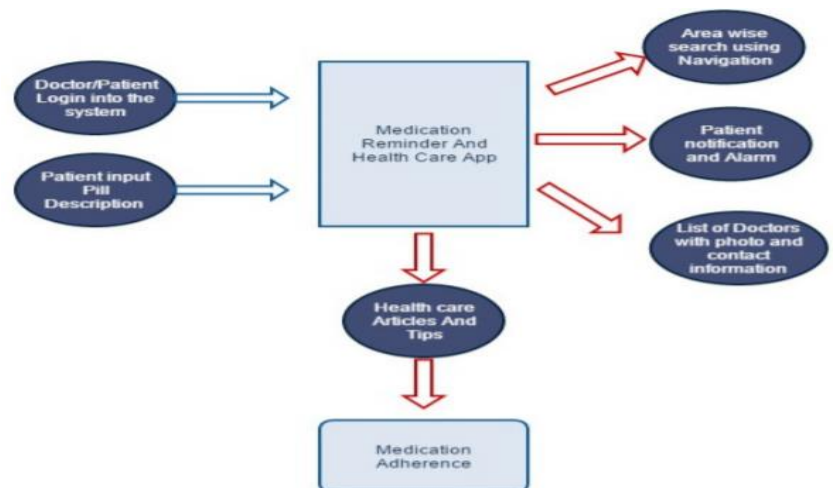 Doctor/Patient
Login into the
system
Patient input
Pill
Description
Medication
Reminder And
Health Care App
Area wise
search using
Navigation
Patient
notification
and Alarm
List of Doctors
with photo and
contact
information
Health care
Articles And
Tips
Medication
Adherence